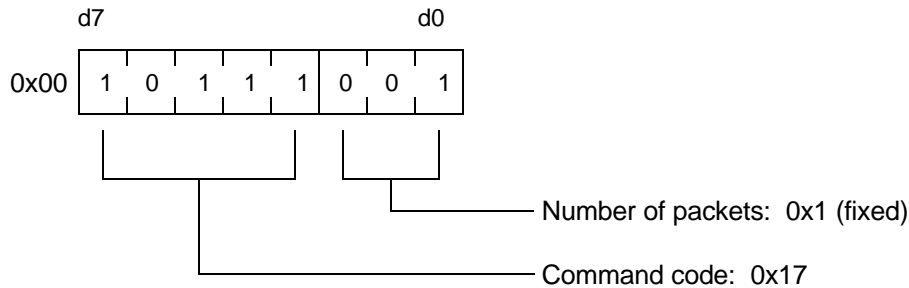 d7 d0
0x00 1 0 1 1 1 0 0 1
Number of packets: 0x1 (fixed)
Command code: 0x17